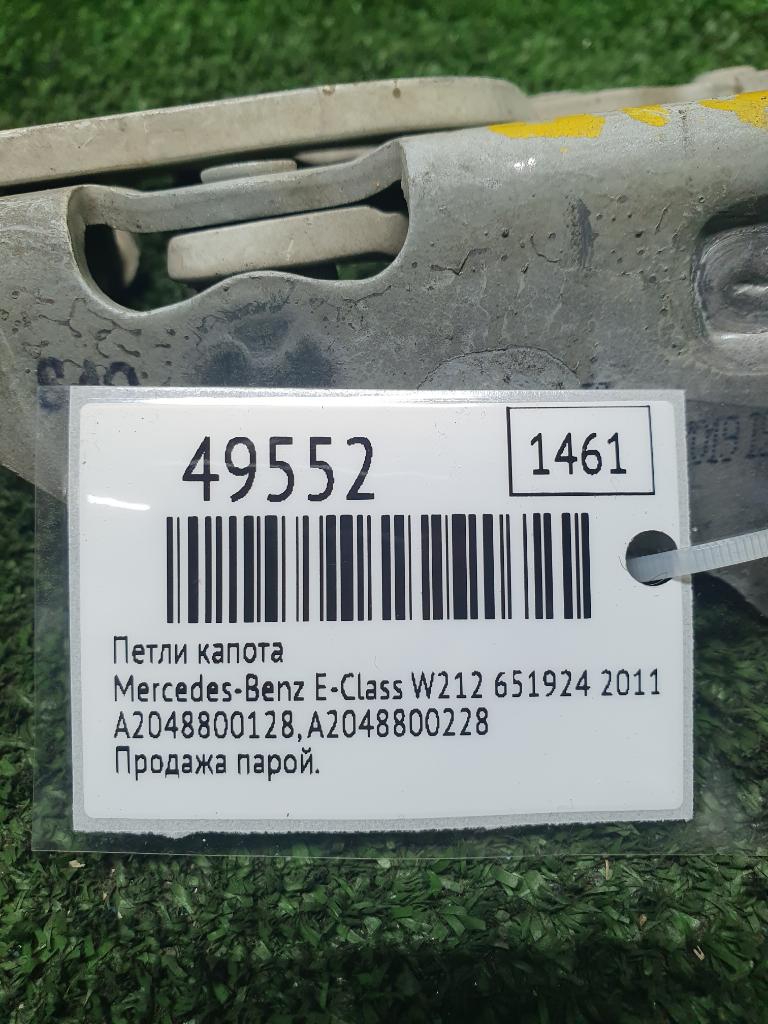 49552
1461
Петли капота
Mercedes-Benz E-Class W212 651924 2011
A2048800128, A2048800228
Продажа парой.